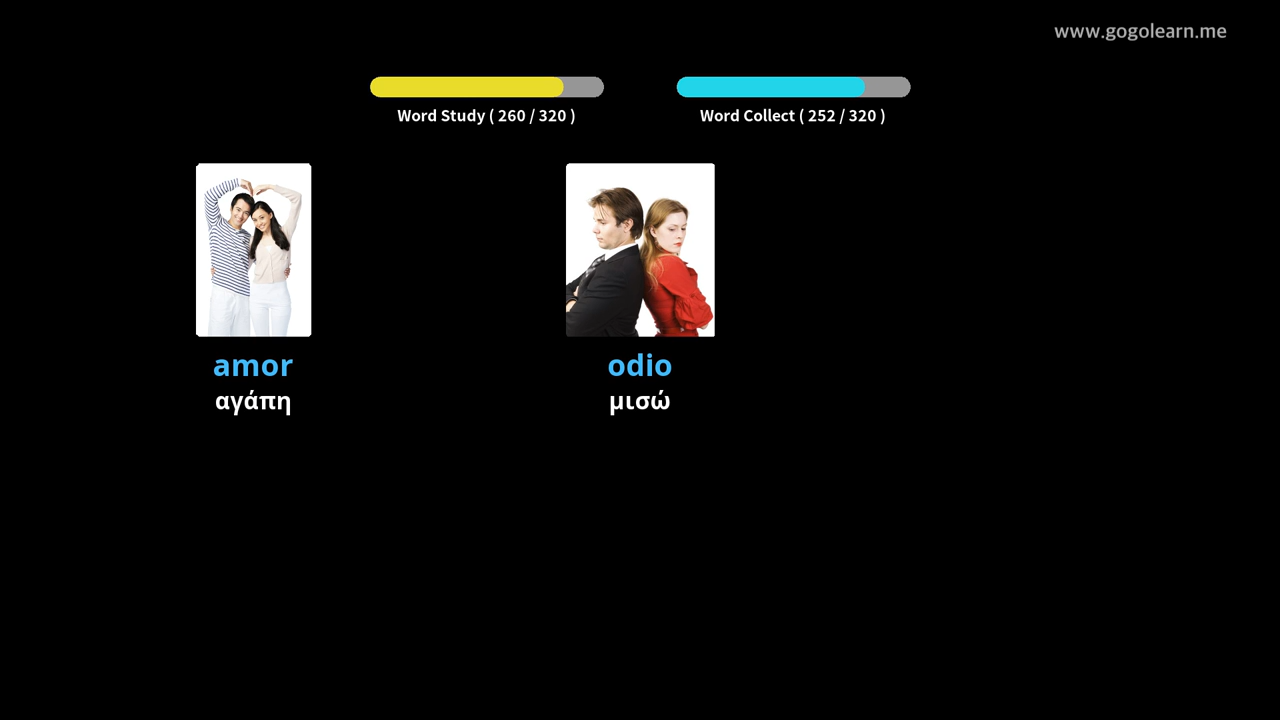 www.gogolearn.me
Word Study ( 260 / 320 )
Word Collect ( 252 / 320 )
amor
αγάπη
odio
μισώ